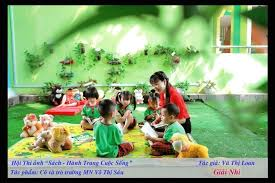 Hội Thi ảnh "Sách - Hành Trang Cuộc Sống" Tác giả: Vũ Thị Loan
Tác phẩm: Cô và trò trường MN Võ Thị Sáu Giải Nhì